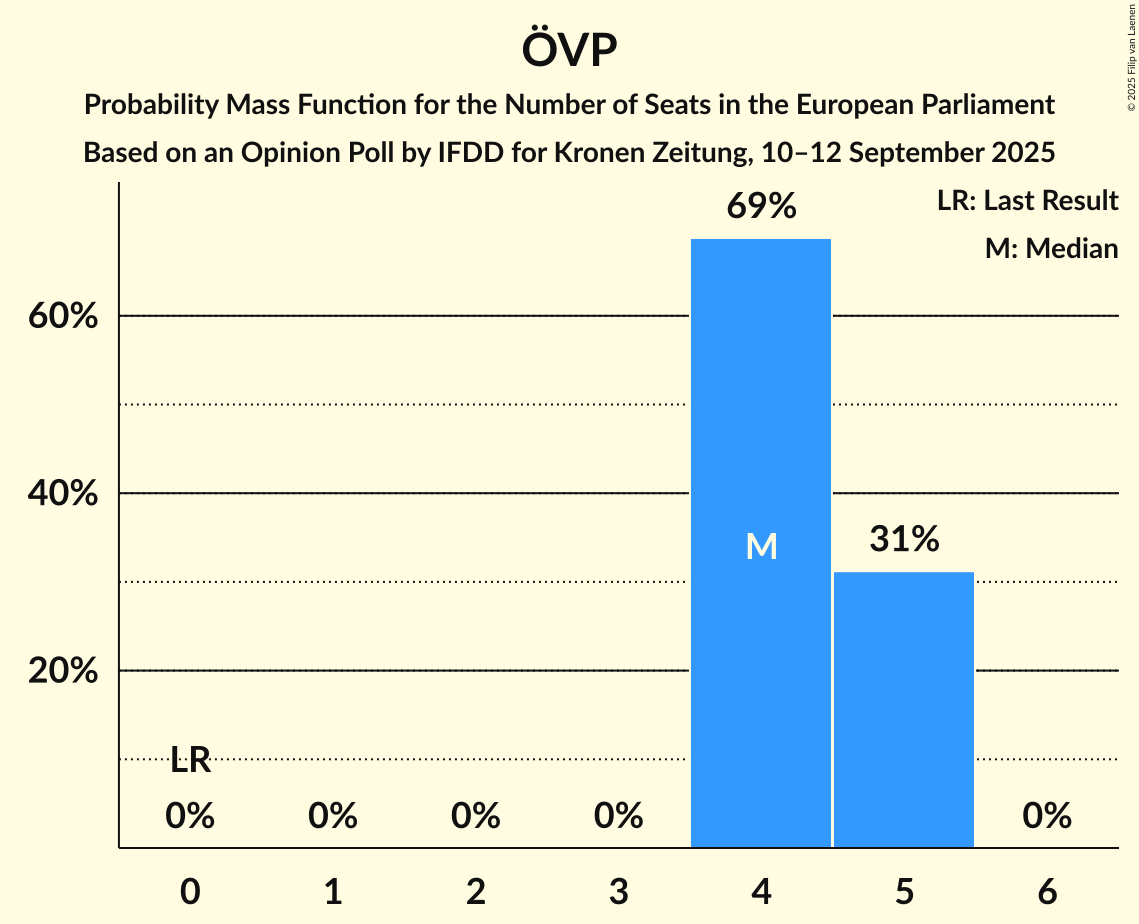 ÖVP
Probability Mass Function for the Number of Seats in the European Parliament
Based on an Opinion Poll by IFDD for Kronen Zeitung, 10–12 September 2025
© 2025 Filip van Laenen
LR: Last Result
M: Median
69%
60%
40%
31%
M
20%
LR
0% 0% 0% 0% 0%
0 1 2 3 4 5 6